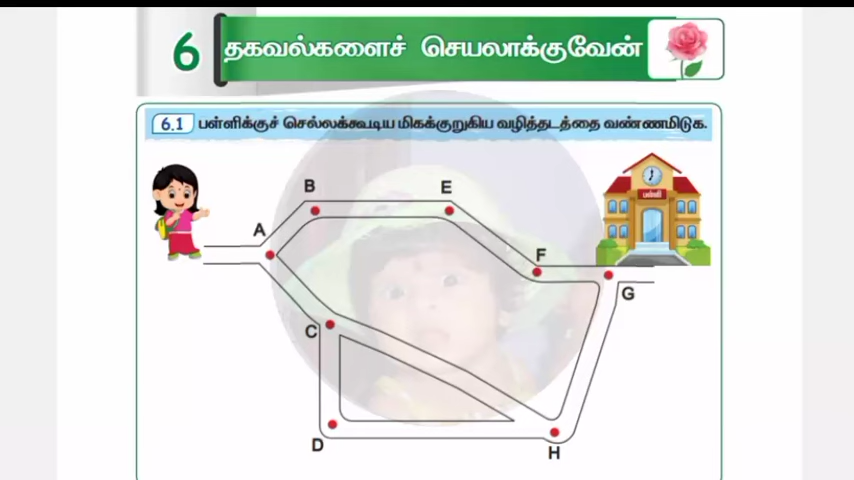 6 தகவல்களைச் செயலாக்குவேன்
6.1 பள்ளிக்குச் செல்லக்கூடிய மிகக்குறுகிய வழித்தடத்தை வண்ணமிடுக.
பள்ளி
B E
A
F
G
C
D
H